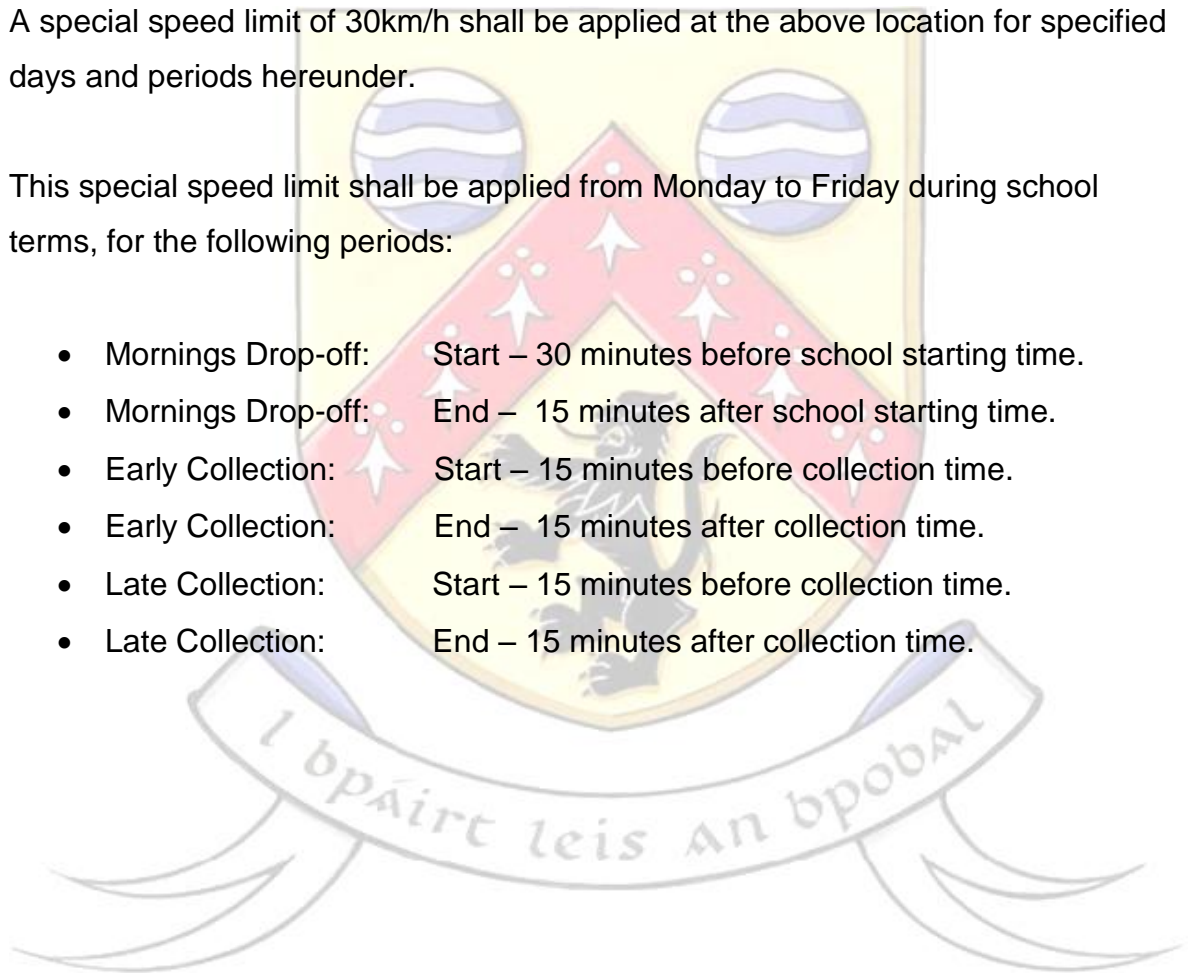 A special speed limit of 30km/h shall be applied at the above location for specified
days and periods hereunder.
This special speed limit shall be applied from Monday to Friday during school
terms, for the following periods:
• Mornings Drop-off: Start – 30 minutes before school starting time.
• Mornings Drop-off: End – 15 minutes after school starting time.
• Early Collection: Start – 15 minutes before collection time.
• Early Collection: End – 15 minutes after collection time.
• Late Collection: Start – 15 minutes before collection time.
• Late Collection: End – 15 minutes after collection time.
i bpáirt leis an bpobal